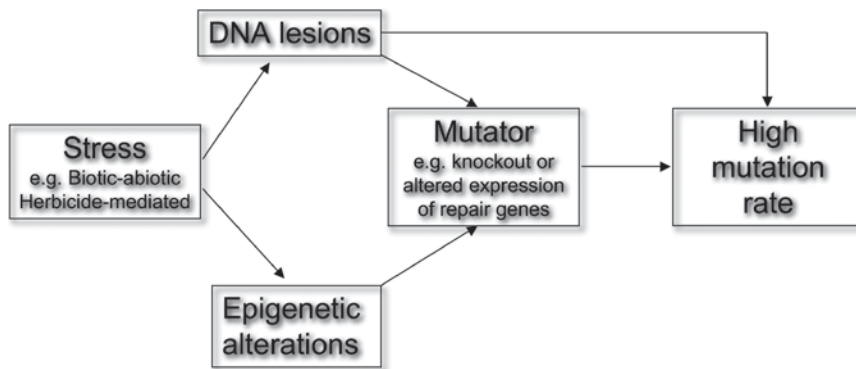 DNA lesions
Stress
e.g. Biotic-abiotic
Herbicide-mediated
Mutator
e.g. knockout or
altered expression
of repair genes
High
mutation
rate
Epigenetic
alterations